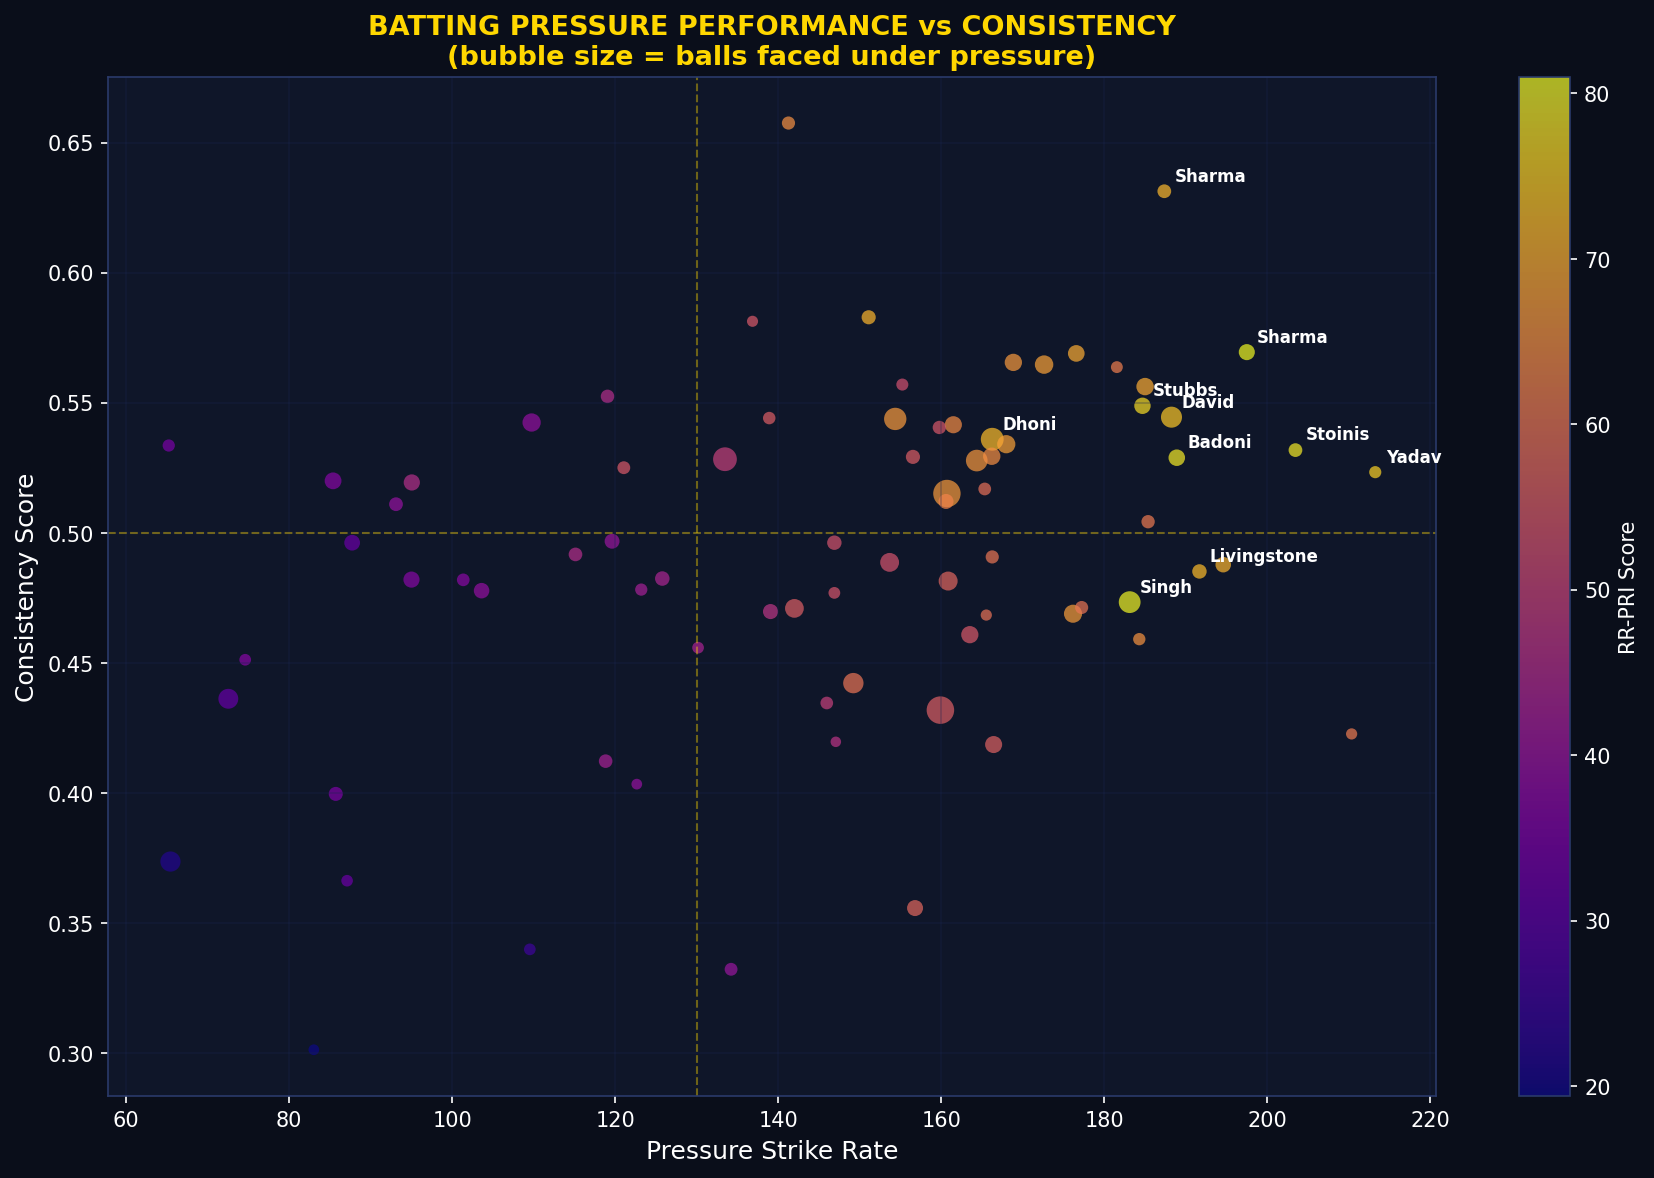 BATTING PRESSURE PERFORMANCE vs CONSISTENCY
(bubble size = balls faced under pressure)
Consistency Score
0.65
0.60
0.55
0.50
0.45
0.40
0.35
0.30
Sharma
Sharma
Stubbs
David
Dhoni
Badoni
Stoinis
Yadav
Livingstone
Singh
60
80
100
120
140
160
180
200
220
Pressure Strike Rate
80
70
60
50
40
30
20
RR-PRI Score